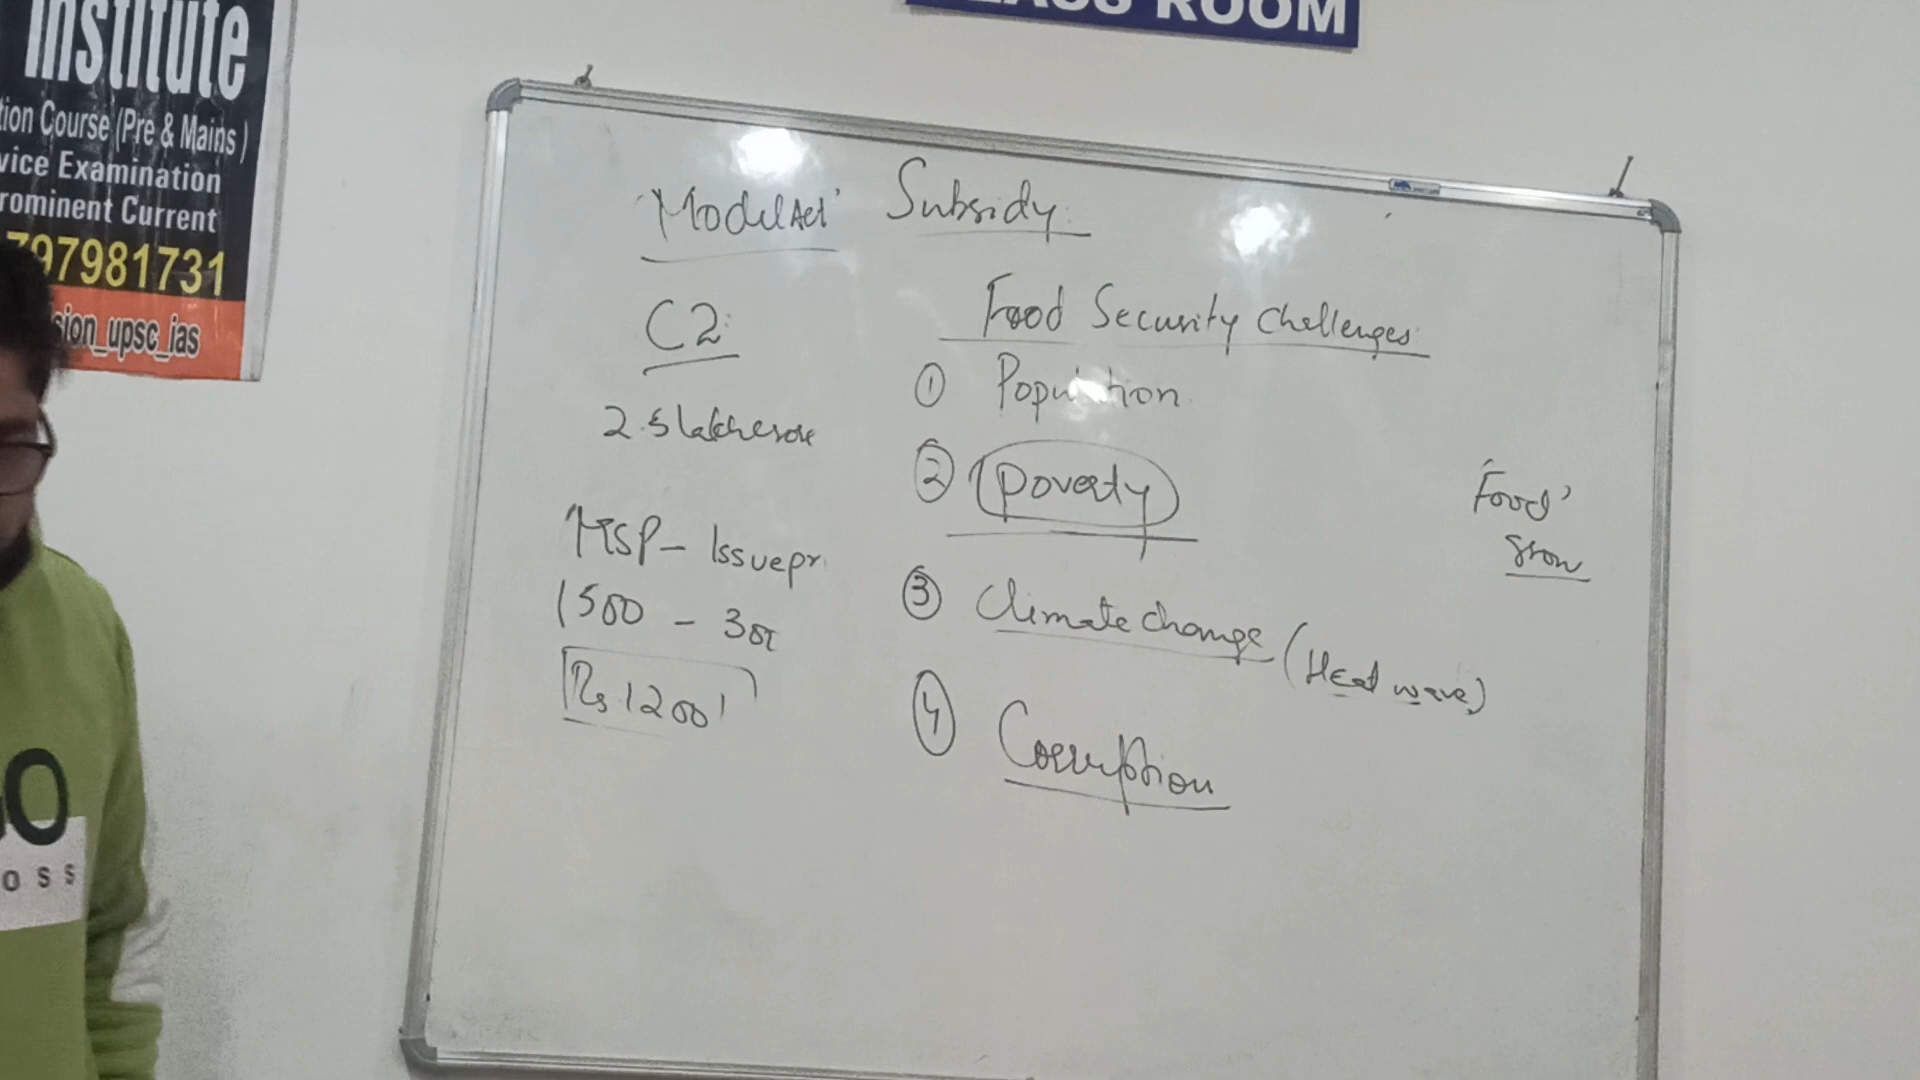 CLASS ROOM
Institute
tion Course (Pre & Mains )
vice Examination
rominent Current
797981731
sion_upsc_ias
'Model Act' Subsidy
C2
2.5 lakh crore
MSP - Issue pr
1500 - 300
Rs. 1200
Food Security Challenges
① Population
② Poverty
③ Climate change (Heat wave)
④ Corruption
'Food'
O
OSS